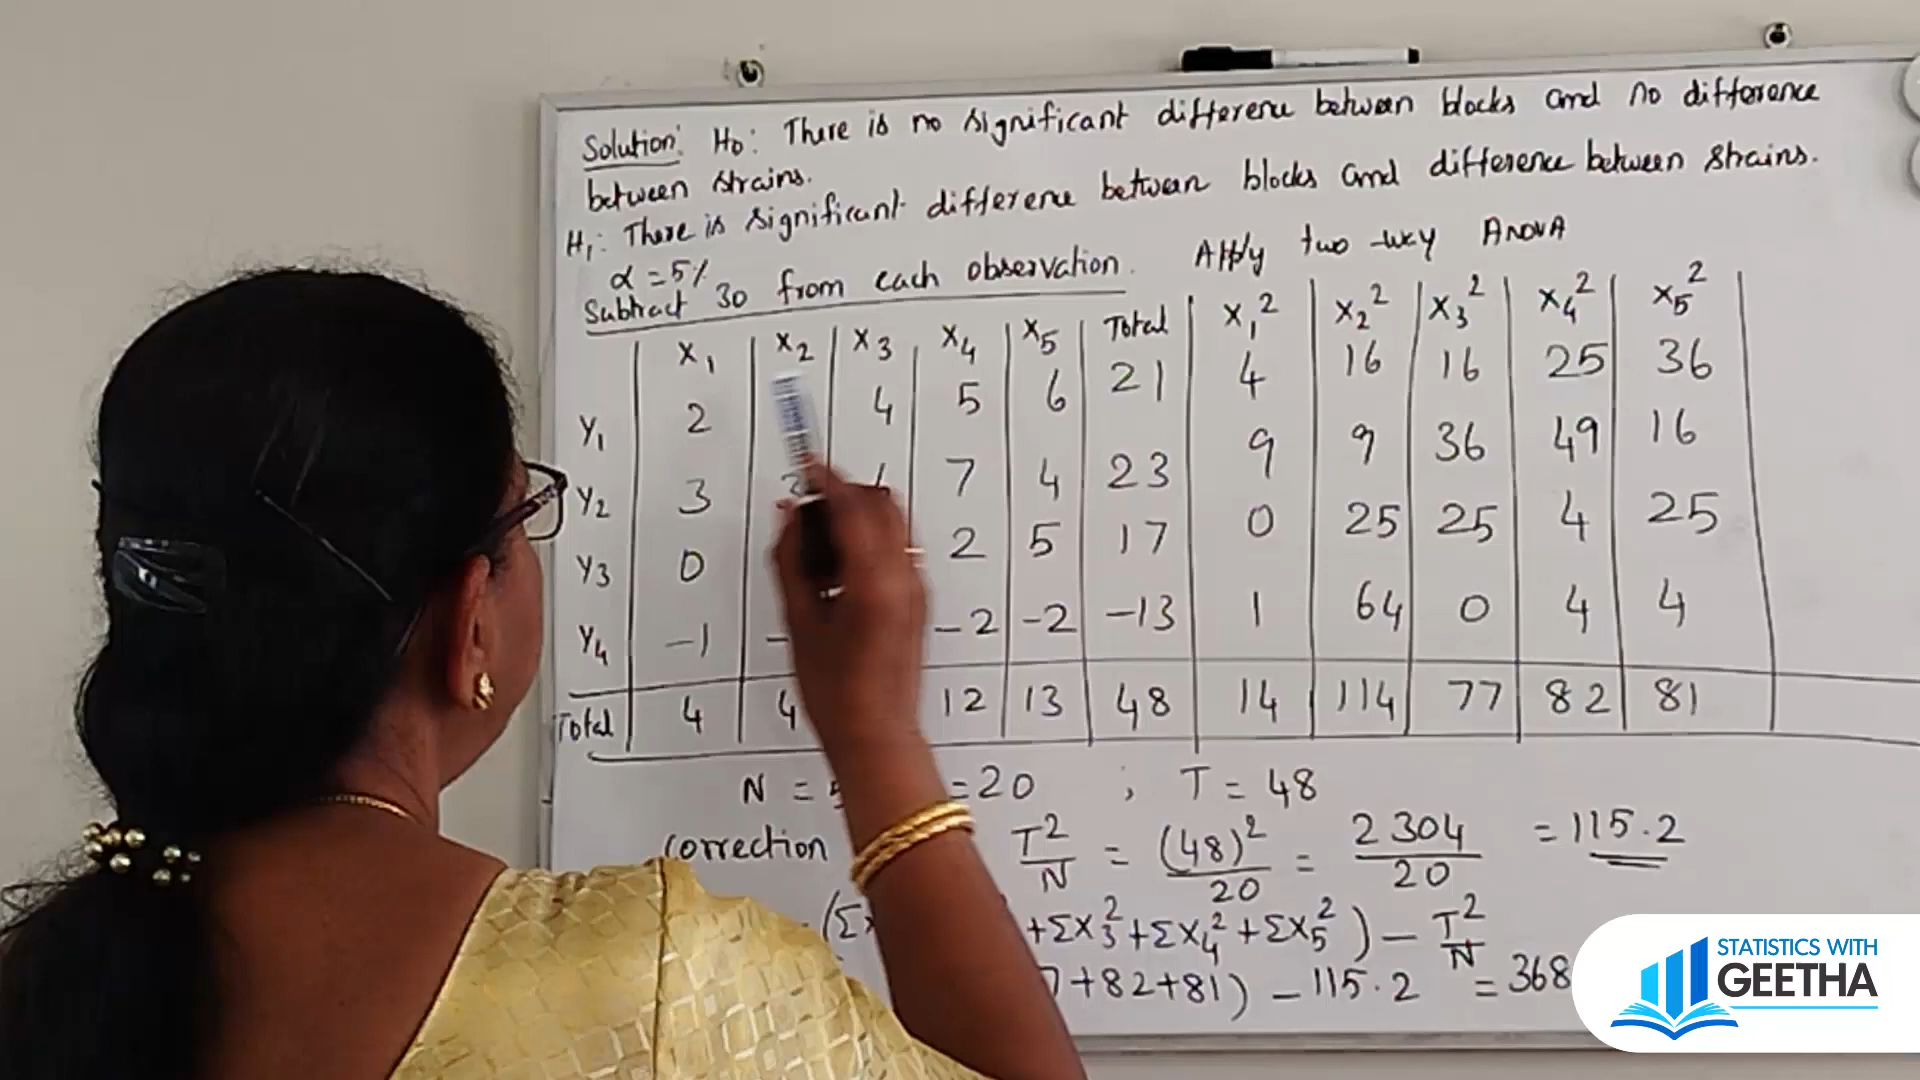 Solution: H0: There is no significant difference between blocks and no difference
between strains.
H1: There is significant difference between blocks and difference between strains.
α = 5%
Subtract 30 from each observation. Apply two-way ANOVA
x1 x2 x3 x4 x5 Total x1² x2² x3² x4² x5²
y1 2 4 5 6 21 4 16 16 25 36
y2 3 3 7 4 23 9 9 36 49 16
y3 0 2 5 17 0 25 25 4 25
y4 -1 -2 -2 -13 1 64 0 4 4
Total 4 4 12 13 48 14 114 77 82 81
N = 5 = 20 ; T = 48
correction T²/N = (48)²/20 = 2304/20 = 115.2
(Σx + Σx3² + Σx4² + Σx5²) - T²/N
7 + 82 + 81) - 115.2 = 368
STATISTICS WITH
GEETHA